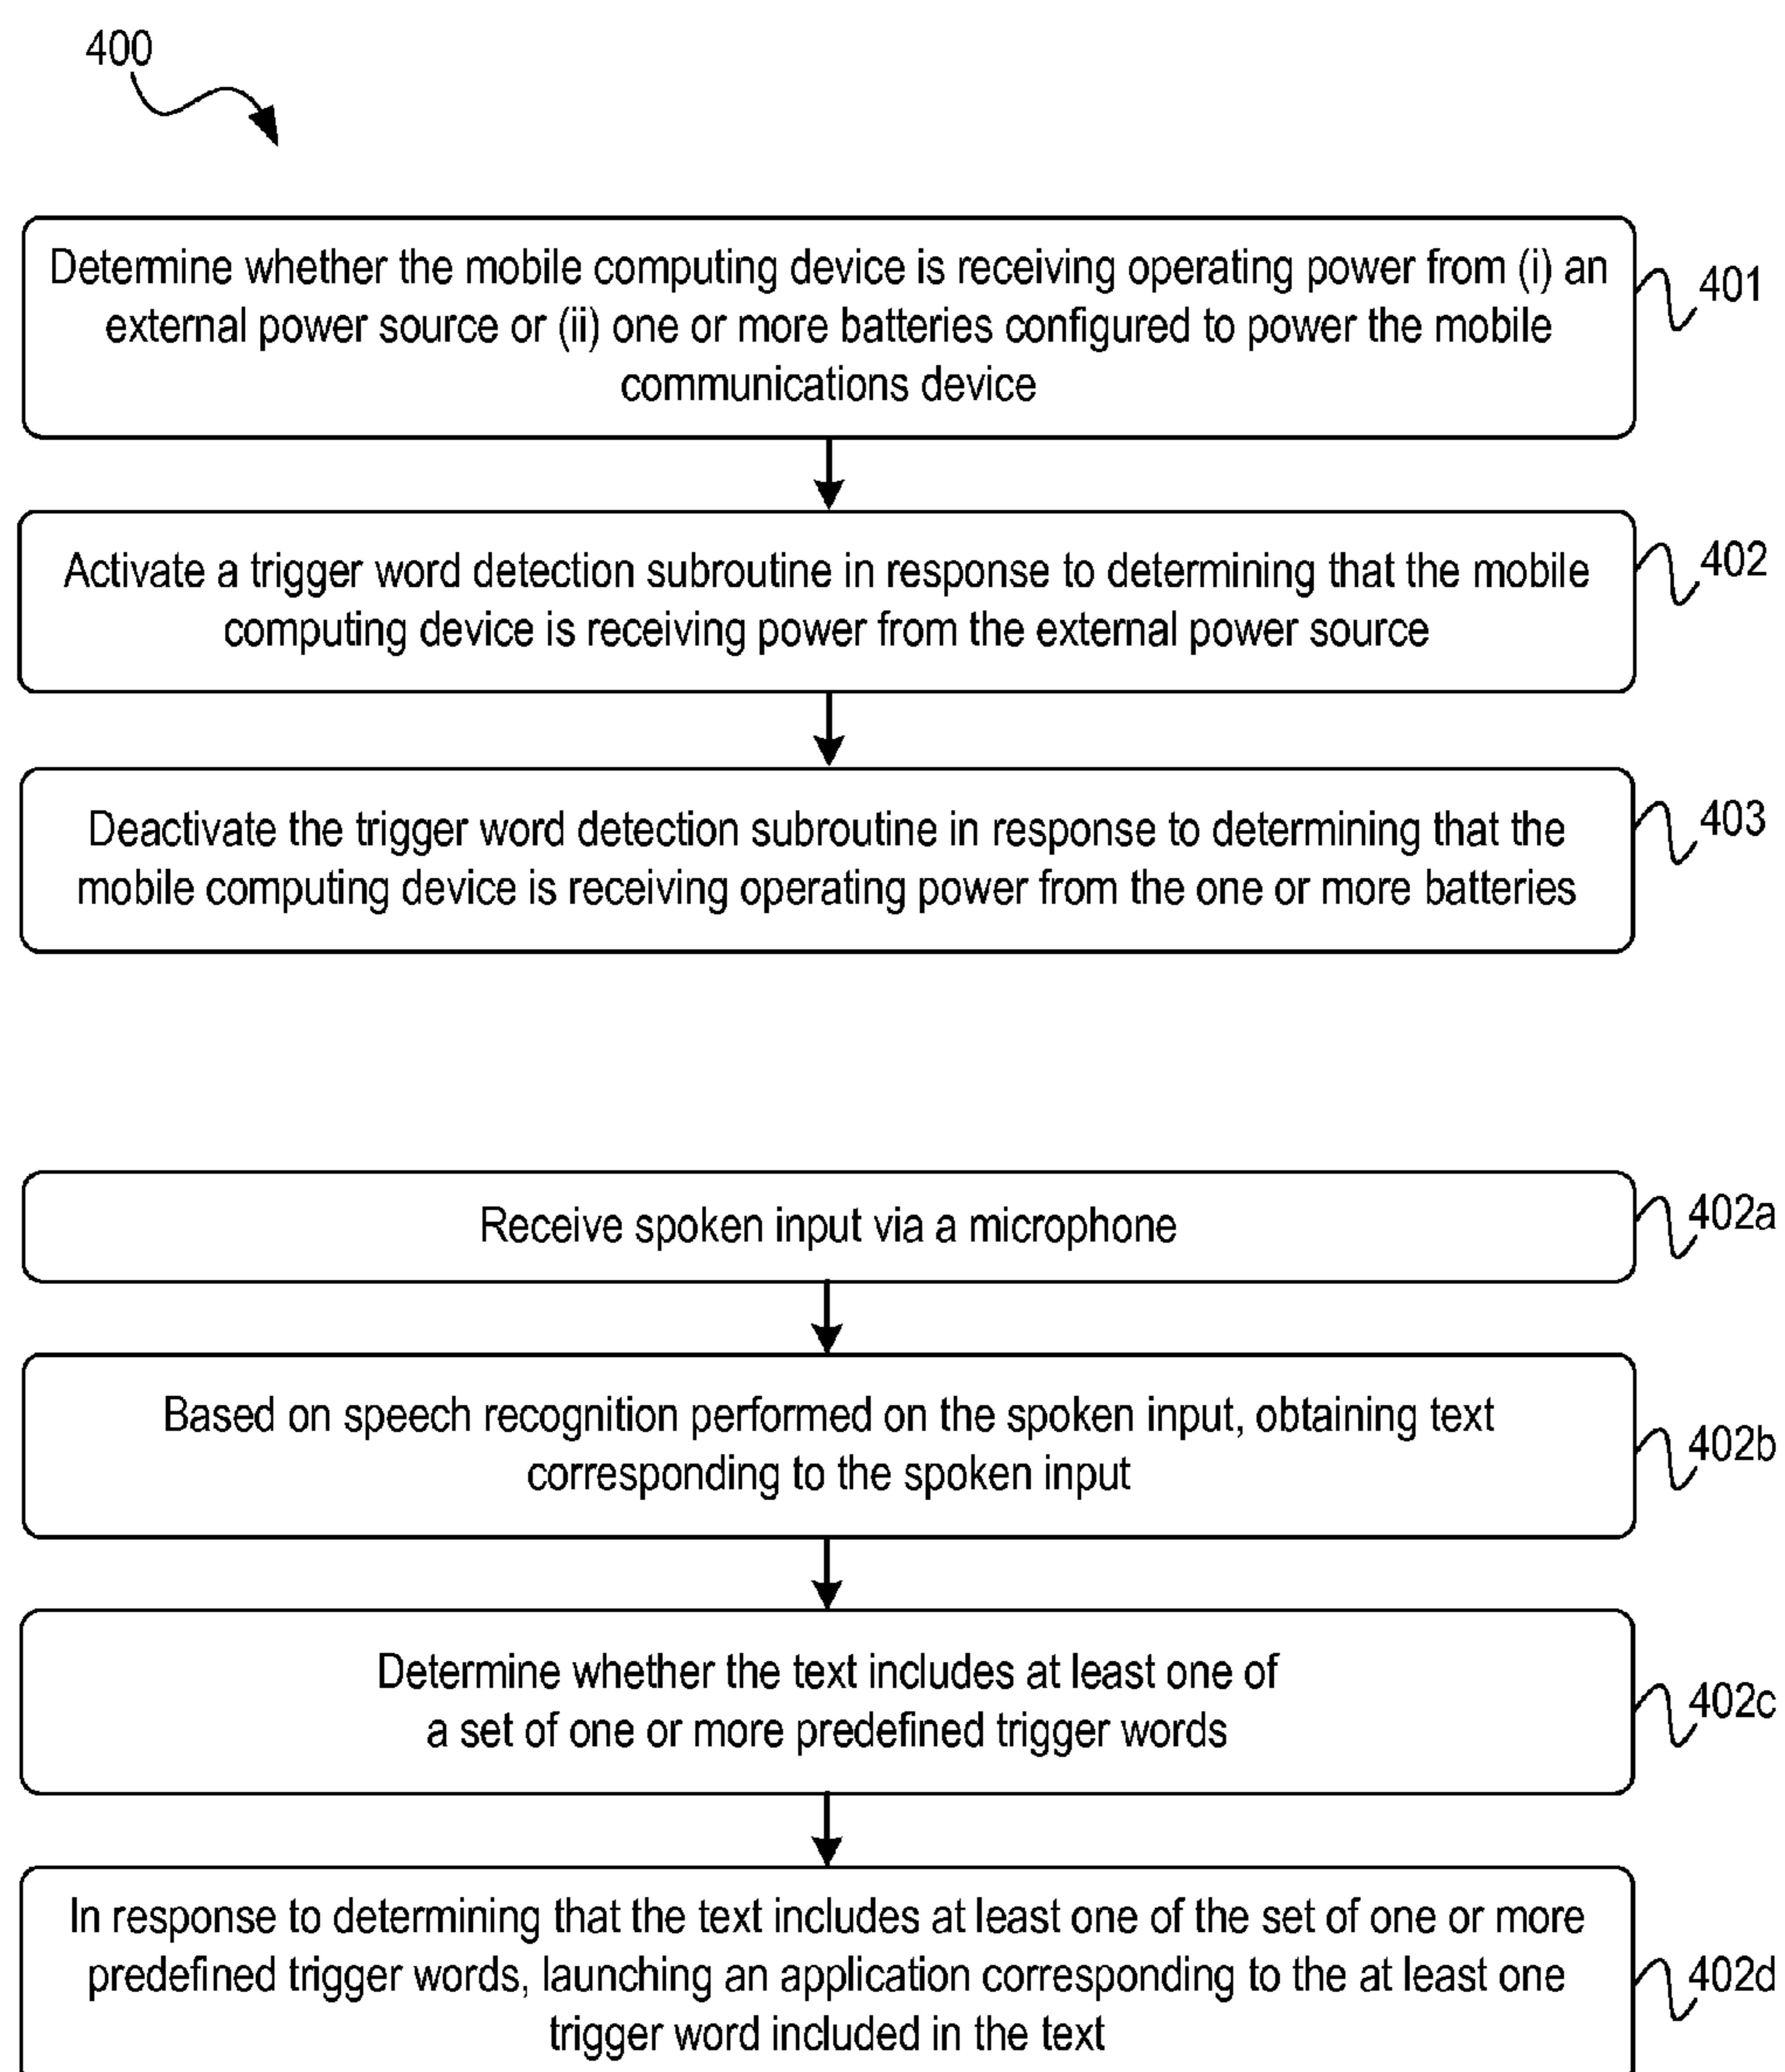 400
Determine whether the mobile computing device is receiving operating power from (i) an
external power source or (ii) one or more batteries configured to power the mobile
communications device
401
Activate a trigger word detection subroutine in response to determining that the mobile
computing device is receiving power from the external power source
402
Deactivate the trigger word detection subroutine in response to determining that the
mobile computing device is receiving operating power from the one or more batteries
403
Receive spoken input via a microphone
402a
Based on speech recognition performed on the spoken input, obtaining text
corresponding to the spoken input
402b
Determine whether the text includes at least one of
a set of one or more predefined trigger words
402c
In response to determining that the text includes at least one of the set of one or more
predefined trigger words, launching an application corresponding to the at least one
trigger word included in the text
402d